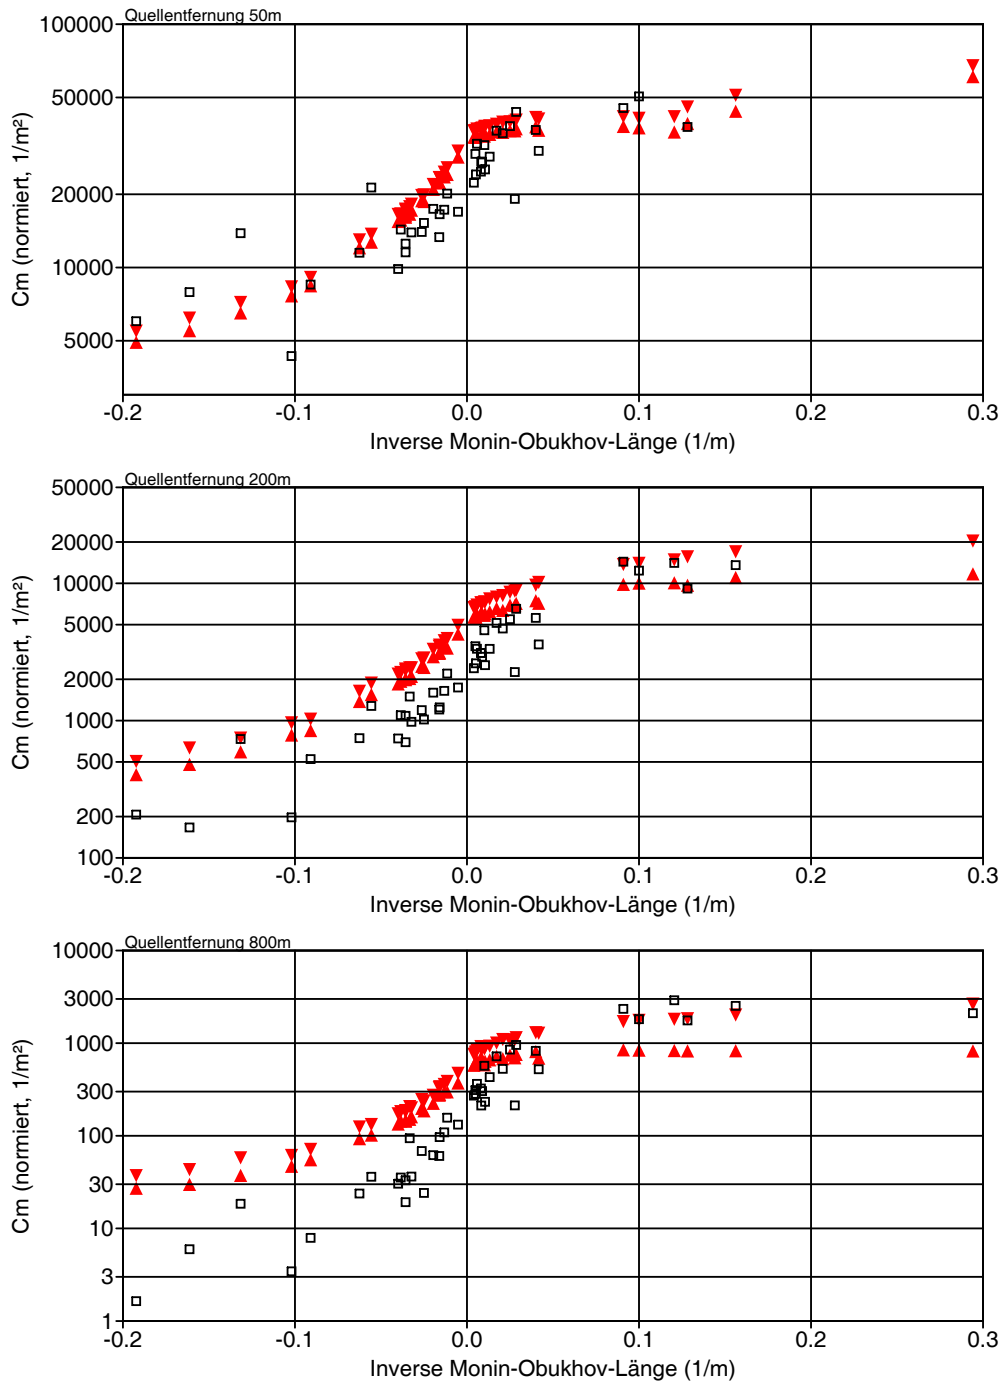 Quellentfernung 50m
100000
50000
20000
10000
5000
-0.2 -0.1 0.0 0.1 0.2 0.3
Cm (normiert, 1/m²)
Inverse Monin-Obukhov-Länge (1/m)
Quellentfernung 200m
50000
20000
10000
5000
2000
1000
500
200
100
-0.2 -0.1 0.0 0.1 0.2 0.3
Cm (normiert, 1/m²)
Inverse Monin-Obukhov-Länge (1/m)
Quellentfernung 800m
10000
3000
1000
300
100
30
10
3
1
-0.2 -0.1 0.0 0.1 0.2 0.3
Cm (normiert, 1/m²)
Inverse Monin-Obukhov-Länge (1/m)